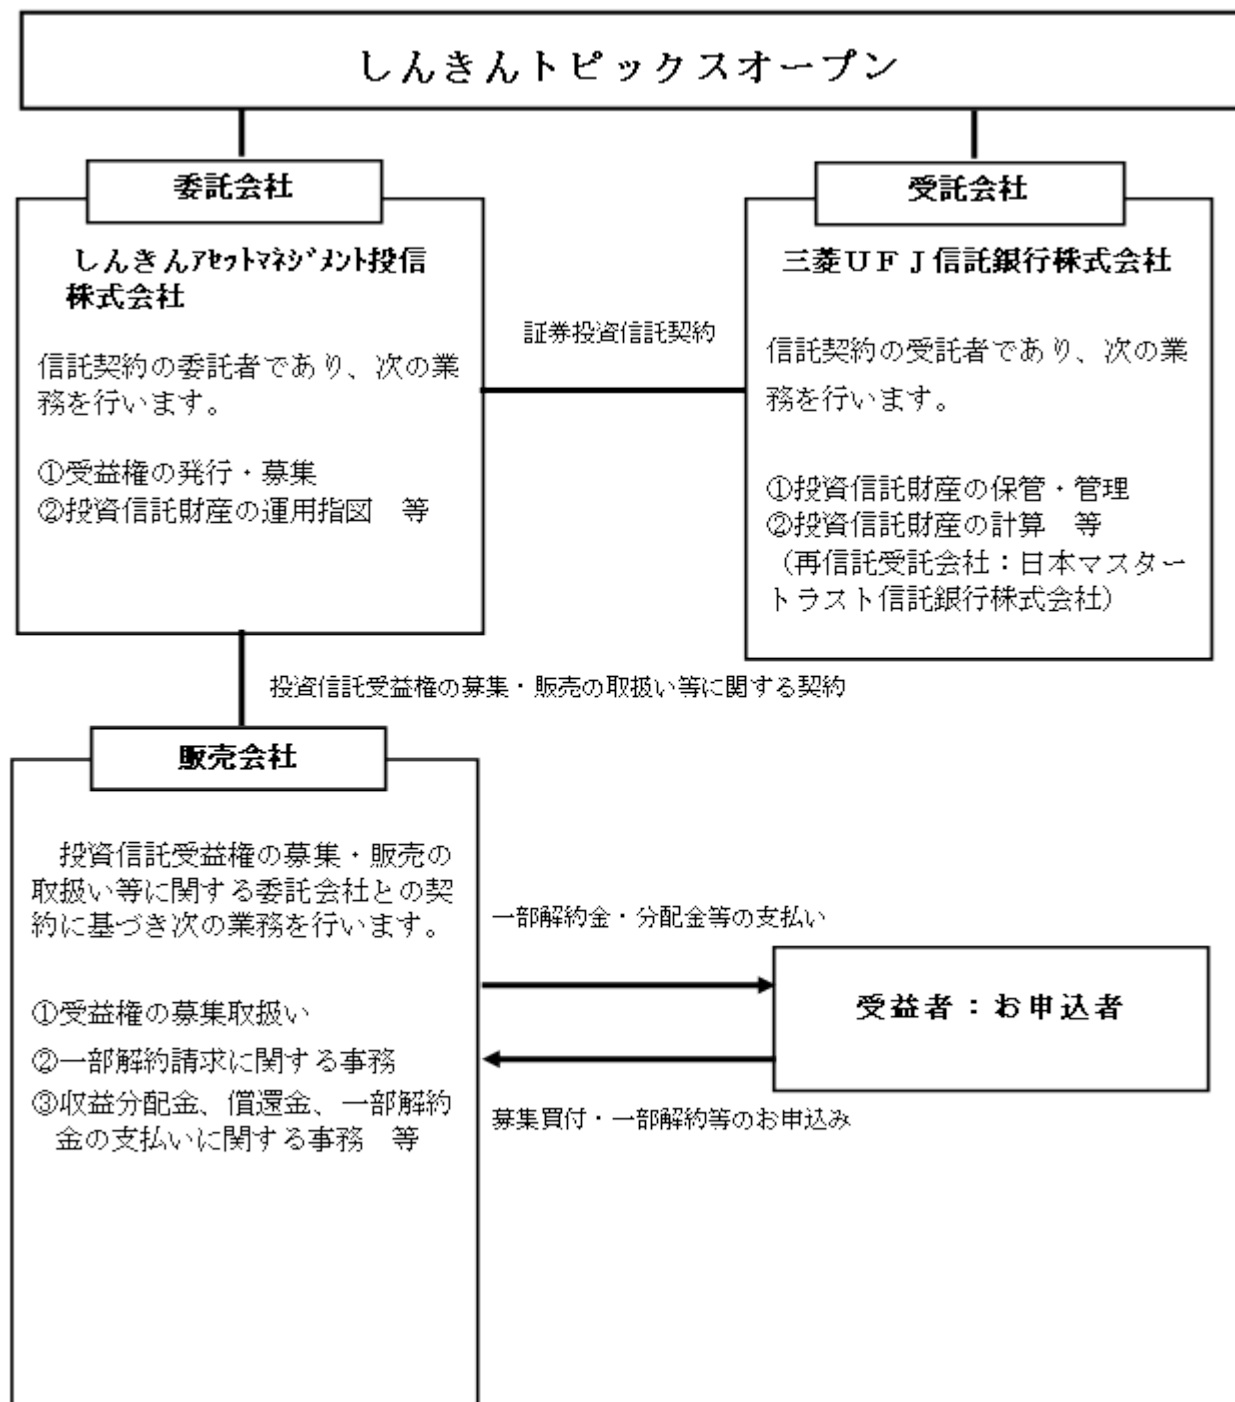 しんきんトピックスオープン
委託会社
しんきんｱｾｯﾄﾏﾈｼﾞﾒﾝﾄ投信
株式会社
信託契約の委託者であり、次の業
務を行います。
①受益権の発行・募集
②投資信託財産の運用指図　等
証券投資信託契約
受託会社
三菱ＵＦＪ信託銀行株式会社
信託契約の受託者であり、次の業
務を行います。
①投資信託財産の保管・管理
②投資信託財産の計算　等
（再信託受託会社：日本マスター
トラスト信託銀行株式会社）
投資信託受益権の募集・販売の取扱い等に関する契約
販売会社
投資信託受益権の募集・販売の
取扱い等に関する委託会社との契
約に基づき次の業務を行います。
①受益権の募集取扱い
②一部解約請求に関する事務
③収益分配金、償還金、一部解約
金の支払いに関する事務　等
一部解約金・分配金等の支払い
受益者：お申込者
募集買付・一部解約等のお申込み